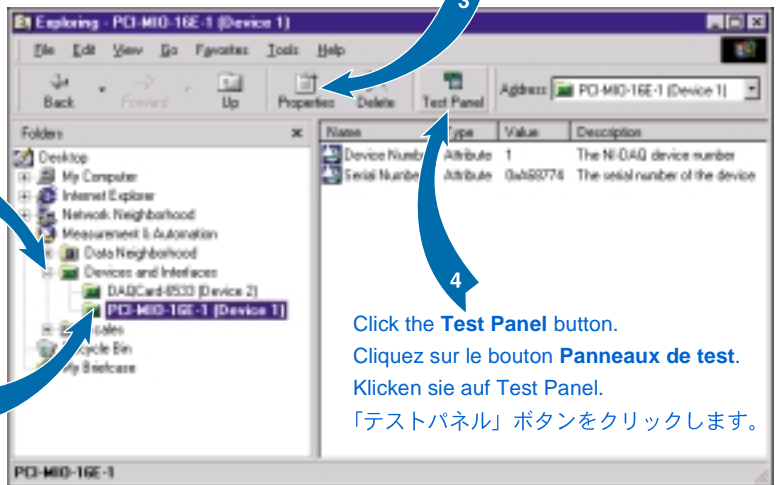 3
Exploring - PCI-MIO-16E-1 (Device 1)
File Edit View Go Favorites Tools Help
Back Forward Up Properties Delete Test Panel Address PCI-MIO-16E-1 (Device 1)
Folders
Name Type Value Description
Desktop
Device Numbe Attribute 1 The NI-DAQ device number
My Computer
Serial Numbe Attribute 0xA68774 The serial number of the device
Internet Explorer
Network Neighborhood
Measurement & Automation
Data Neighborhood
Devices and Interfaces
DAQCard-6533 (Device 2)
PCI-MIO-16E-1 (Device 1)
cales
ecycle Bin
My Briefcase
4
Click the Test Panel button.
Cliquez sur le bouton Panneaux de test.
Klicken sie auf Test Panel.
「テストパネル」ボタンをクリックします。
PCI-MIO-16E-1